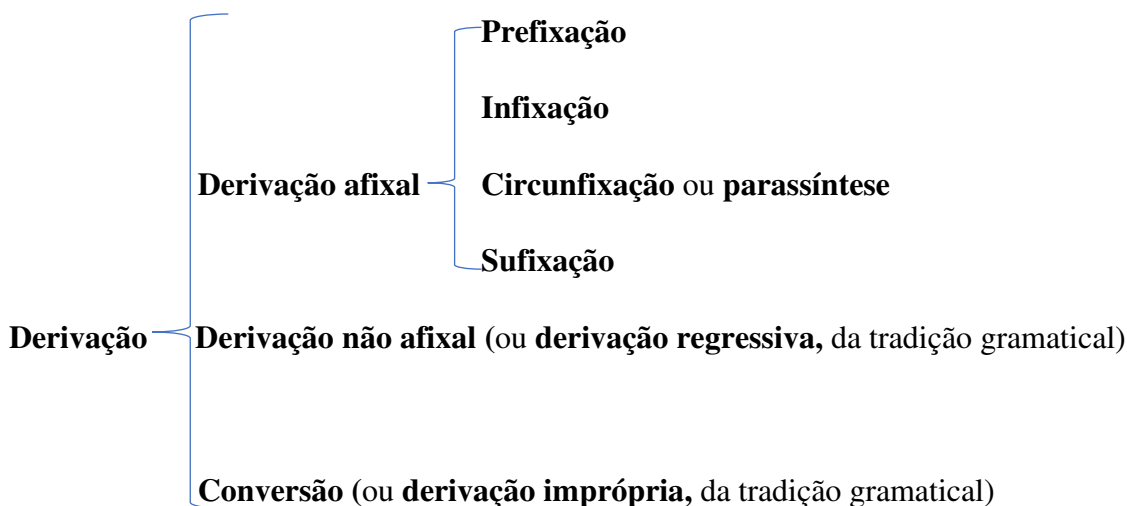 Prefixação
Infixação
Derivação afixal
Circunfixação ou parassíntese
Sufixação
Derivação
Derivação não afixal (ou derivação regressiva, da tradição gramatical)
Conversão (ou derivação imprópria, da tradição gramatical)